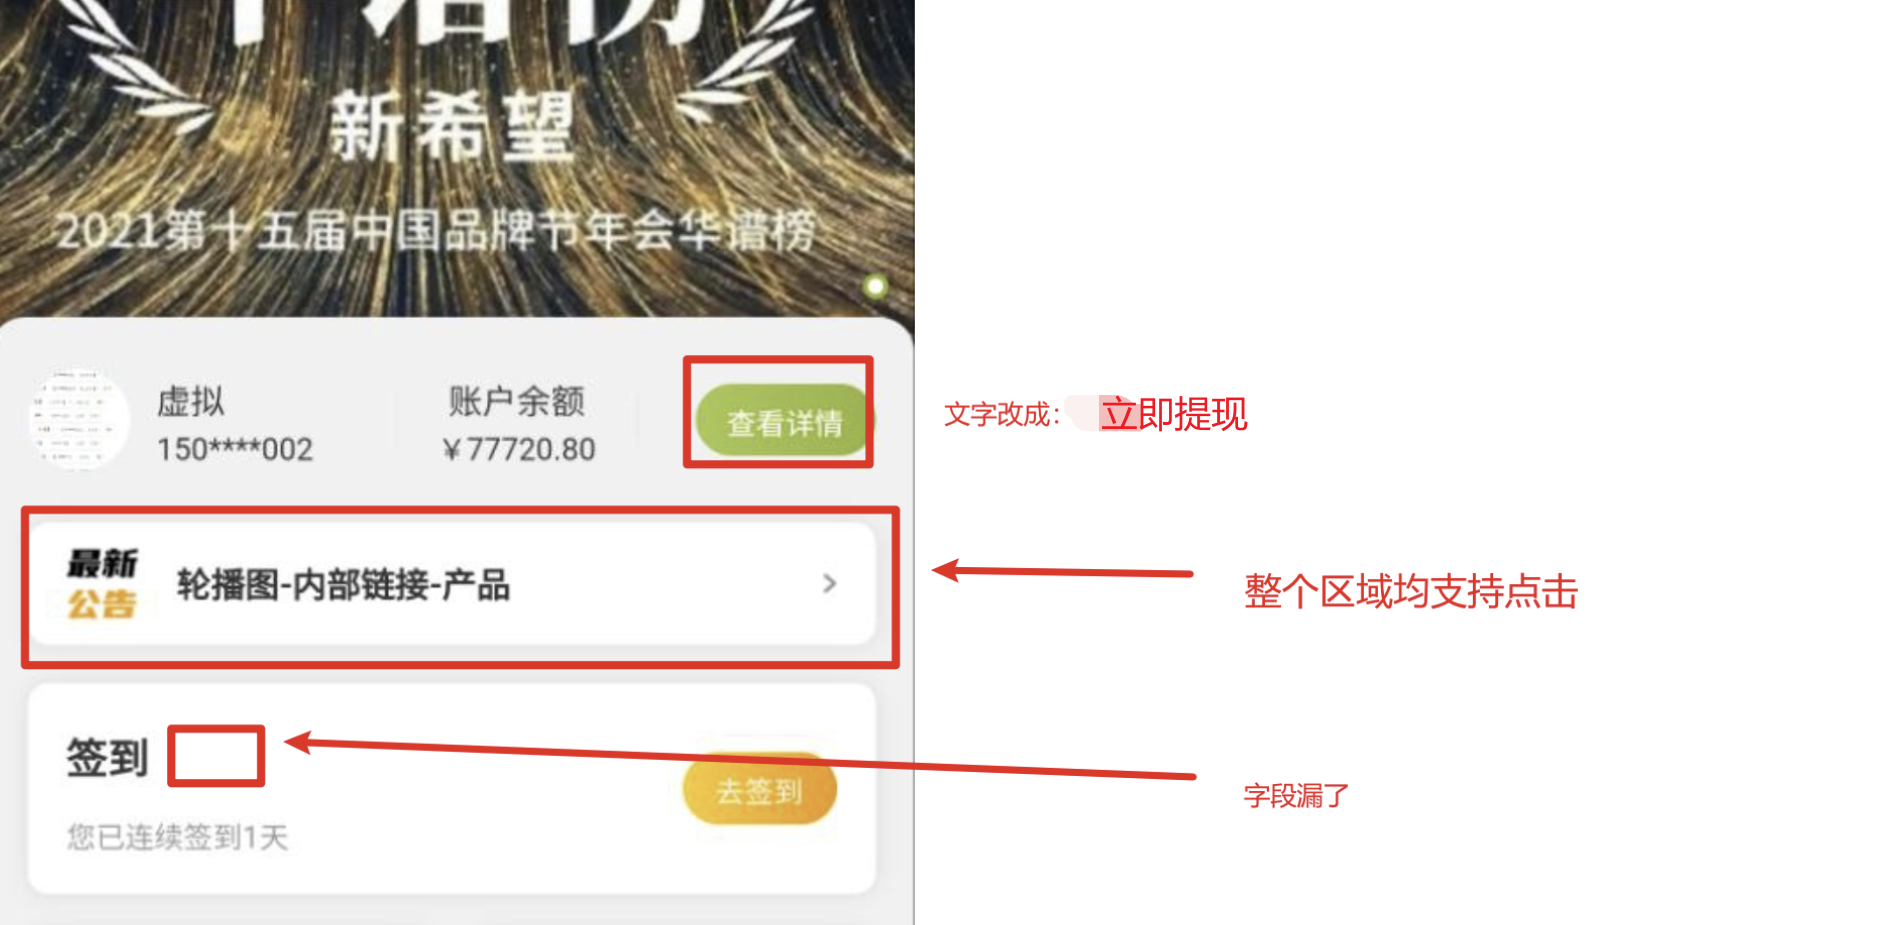 新希望
2021第十五届中国品牌节年会华谱榜
虚拟
150****002
账户余额
￥77720.80
查看详情
文字改成：立即提现
最新
公告
轮播图-内部链接-产品
整个区域均支持点击
签到
去签到
您已连续签到1天
字段漏了